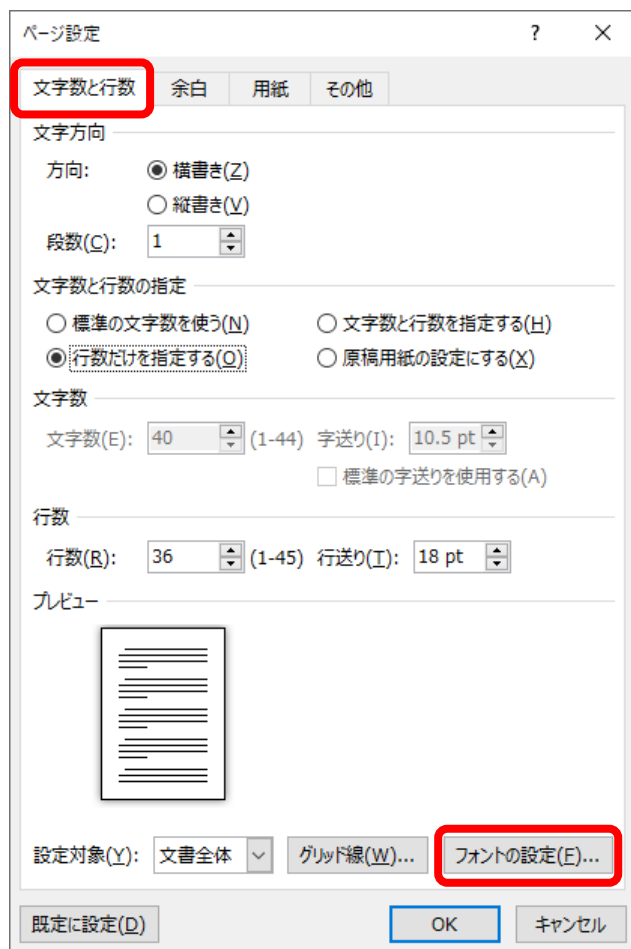 ページ設定 ?
文字数と行数 余白 用紙 その他
文字方向
方向: 横書き(Z)
縦書き(V)
段数(C): 1
文字数と行数の指定
標準の文字数を使う(N) 文字数と行数を指定する(H)
行数だけを指定する(O) 原稿用紙の設定にする(X)
文字数
文字数(E): 40 (1-44) 字送り(I): 10.5 pt
標準の字送りを使用する(A)
行数
行数(R): 36 (1-45) 行送り(T): 18 pt
プレビュー
設定対象(Y): 文書全体 グリッド線(W)... フォントの設定(F)...
既定に設定(D) OK キャンセル